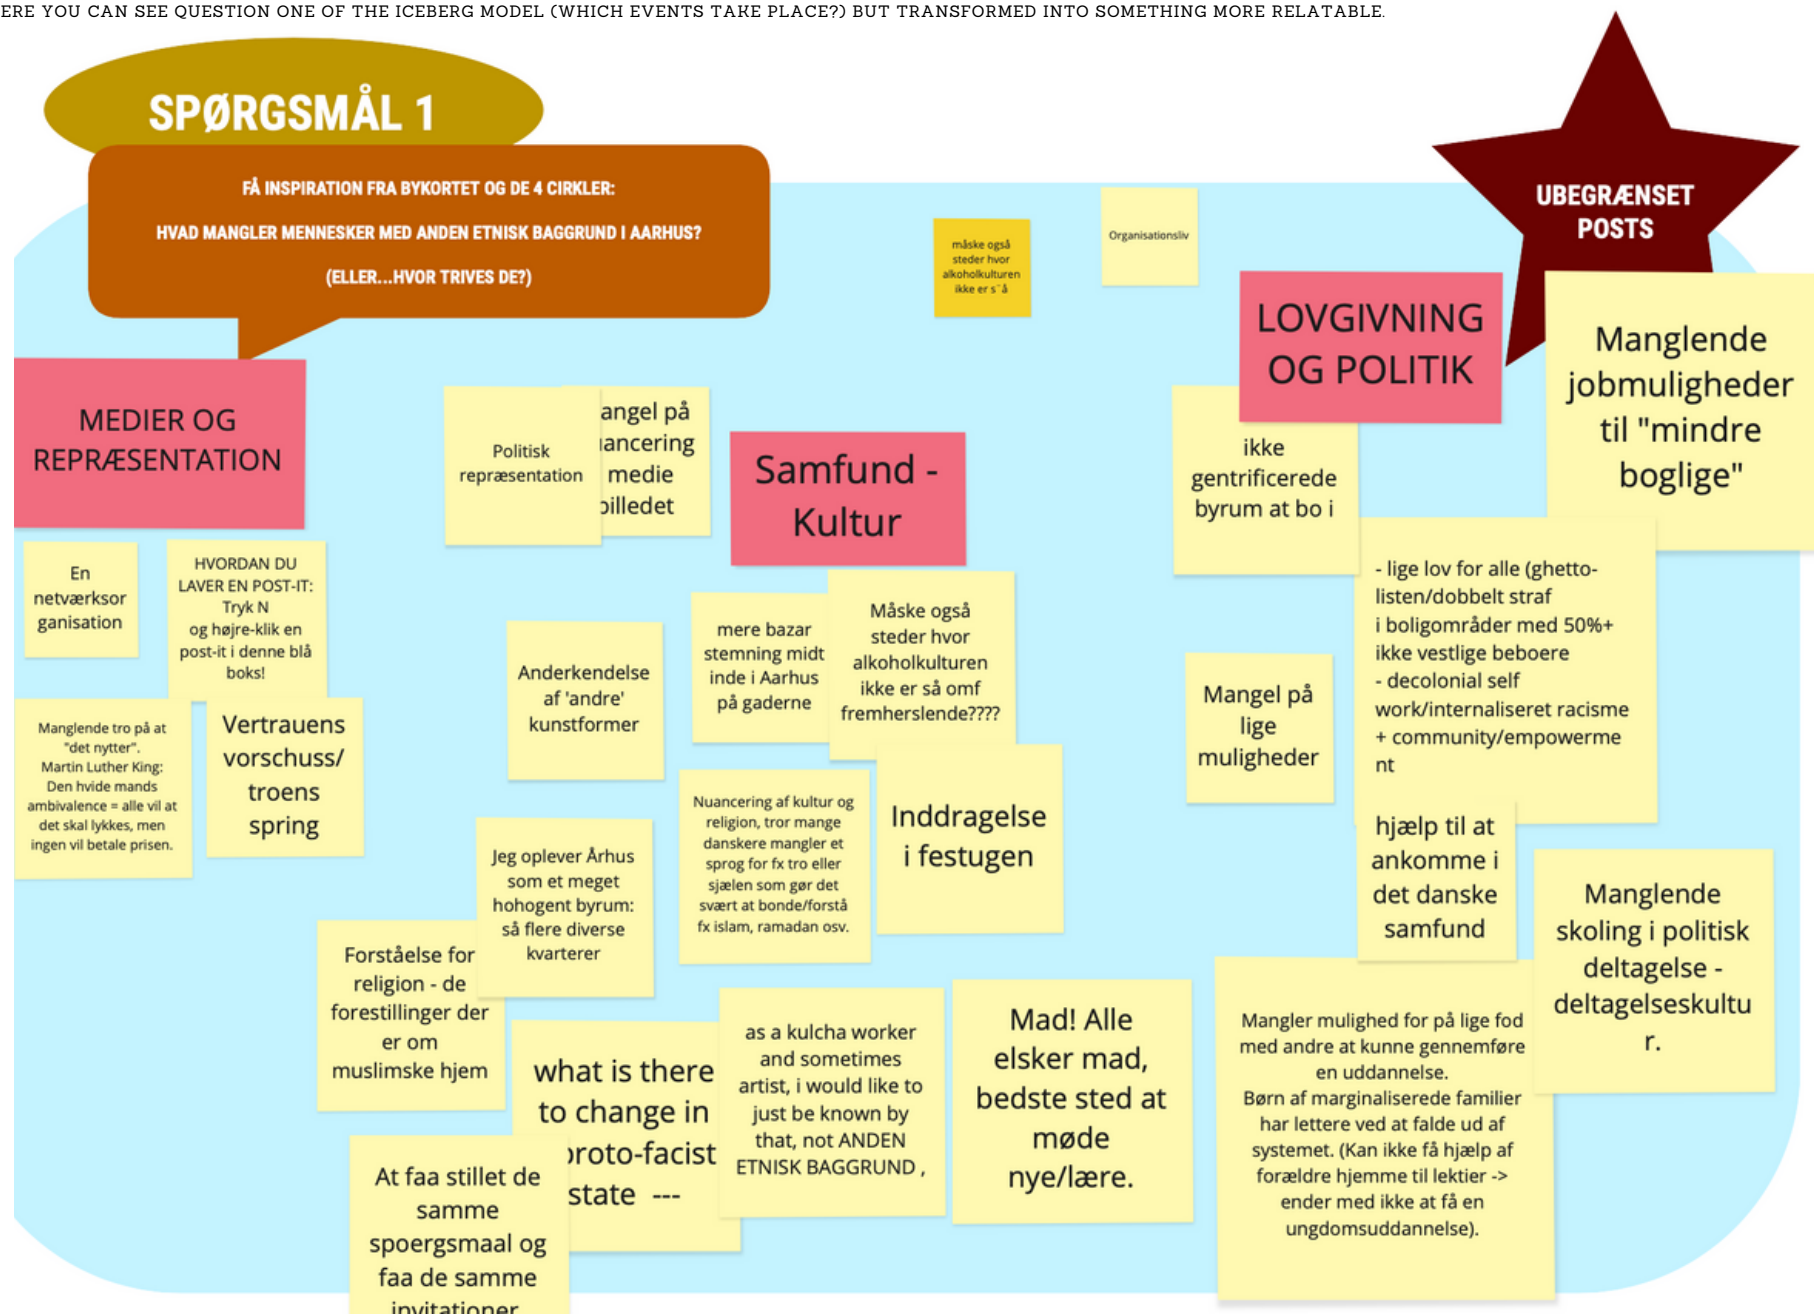 ERE YOU CAN SEE QUESTION ONE OF THE ICEBERG MODEL (WHICH EVENTS TAKE PLACE?) BUT TRANSFORMED INTO SOMETHING MORE RELATABLE.
SPØRGSMÅL 1
FÅ INSPIRATION FRA BYKORTET OG DE 4 CIRKLER:
HVAD MANGLER MENNESKER MED ANDEN ETNISK BAGGRUND I AARHUS?
(ELLER...HVOR TRIVES DE?)
UBEGRÆNSET
POSTS
måske også
steder hvor
alkoholkulturen
ikke er s¨å
Organisationsliv
MEDIER OG
REPRÆSENTATION
En
netværksor
ganisation
HVORDAN DU
LAVER EN POST-IT:
Tryk N
og højre-klik en
post-it i denne blå
boks!
Manglende tro på at
"det nytter".
Martin Luther King:
Den hvide mands
ambivalence = alle vil at
det skal lykkes, men
ingen vil betale prisen.
Vertrauens
vorschuss/
troens
spring
Politisk
repræsentation
angel på
ancering
medie
billedet
Samfund -
Kultur
Anderkendelse
af 'andre'
kunstformer
mere bazar
stemning midt
inde i Aarhus
på gaderne
Måske også
steder hvor
alkoholkulturen
ikke er så omf
fremherslende????
Jeg oplever Århus
som et meget
hohogent byrum:
så flere diverse
kvarterer
Nuancering af kultur og
religion, tror mange
danskere mangler et
sprog for fx tro eller
sjælen som gør det
svært at bonde/forstå
fx islam, ramadan osv.
Inddragelse
i festugen
Forståelse for
religion - de
forestillinger der
er om
muslimske hjem
what is there
to change in
proto-facist
state ---
as a kulcha worker
and sometimes
artist, i would like to
just be known by
that, not ANDEN
ETNISK BAGGRUND ,
Mad! Alle
elsker mad,
bedste sted at
møde
nye/lære.
At faa stillet de
samme
spoergsmaal og
faa de samme
invitationer
LOVGIVNING
OG POLITIK
ikke
gentrificerede
byrum at bo i
Manglende
jobmuligheder
til "mindre
boglige"
- lige lov for alle (ghetto-
listen/dobbelt straf
i boligområder med 50%+
ikke vestlige beboere
- decolonial self
work/internaliseret racisme
+ community/empowerme
nt
Mangel på
lige
muligheder
hjælp til at
ankomme i
det danske
samfund
Manglende
skoling i politisk
deltagelse -
deltagelseskultu
r.
Mangler mulighed for på lige fod
med andre at kunne gennemføre
en uddannelse.
Børn af marginaliserede familier
har lettere ved at falde ud af
systemet. (Kan ikke få hjælp af
forældre hjemme til lektier ->
ender med ikke at få en
ungdomsuddannelse).